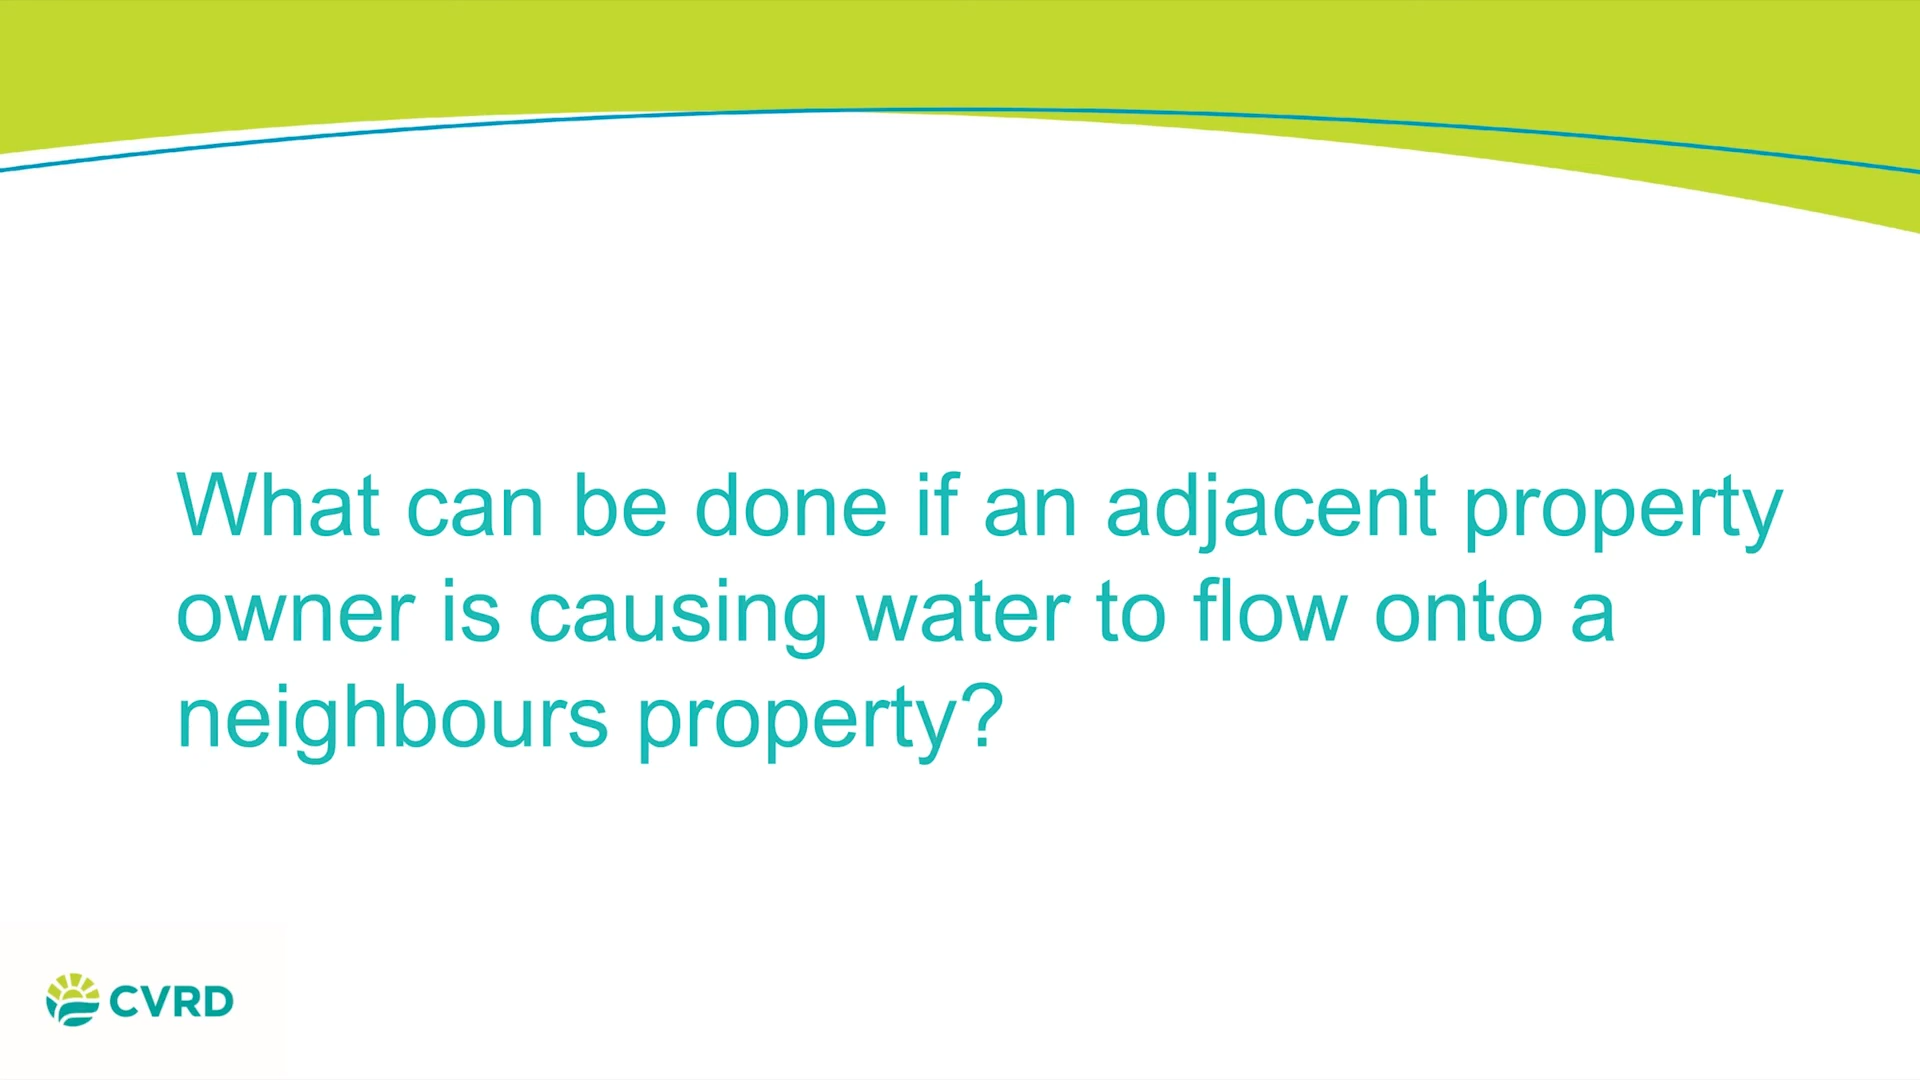 What can be done if an adjacent property
owner is causing water to flow onto a
neighbours property?
CVRD